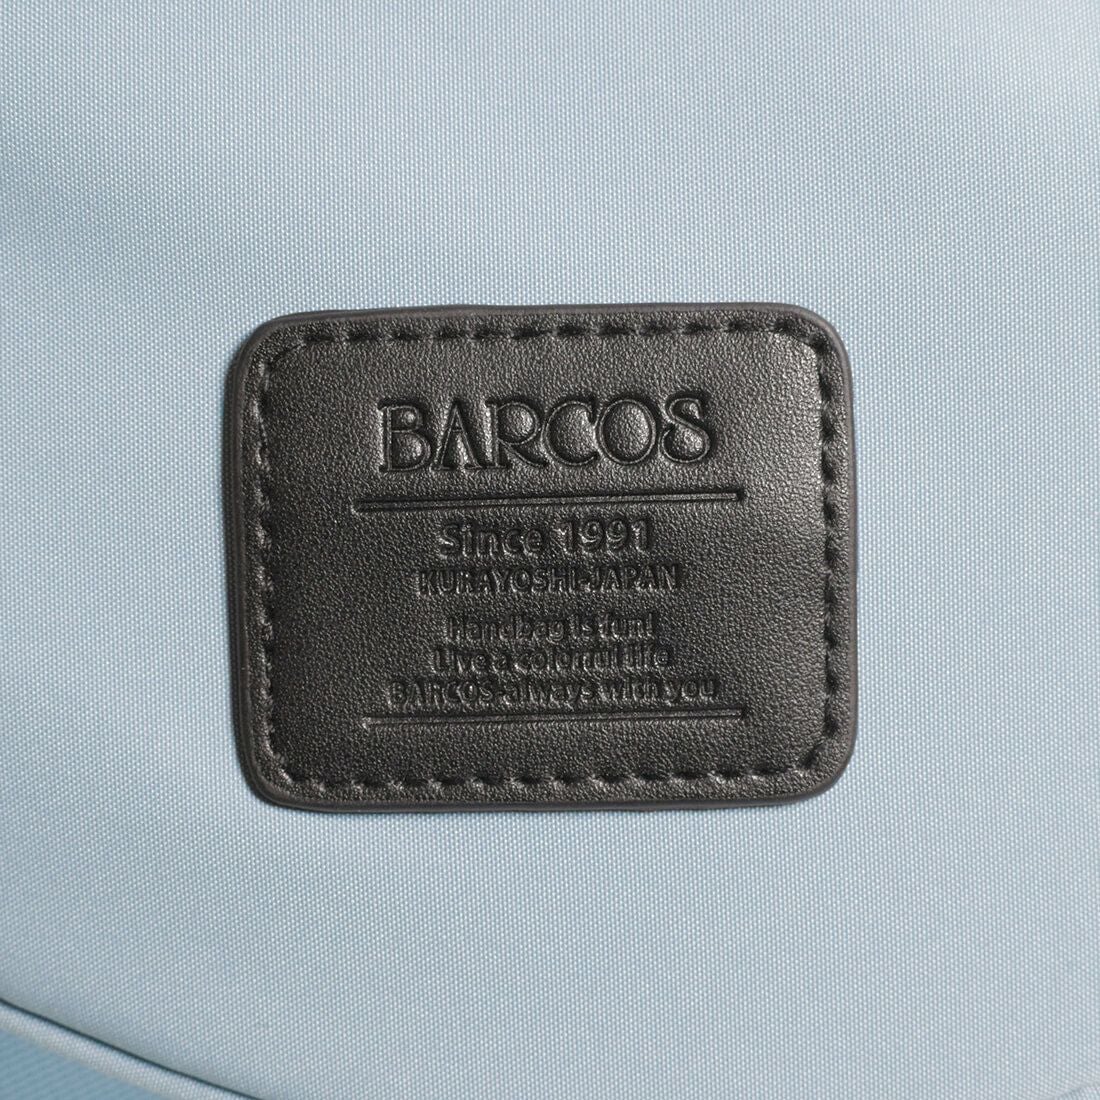 BARCOS
Since 1991
KURAYOSHI-JAPAN
Handbag is fun!
Live a colorful life
BARCOS-always with you